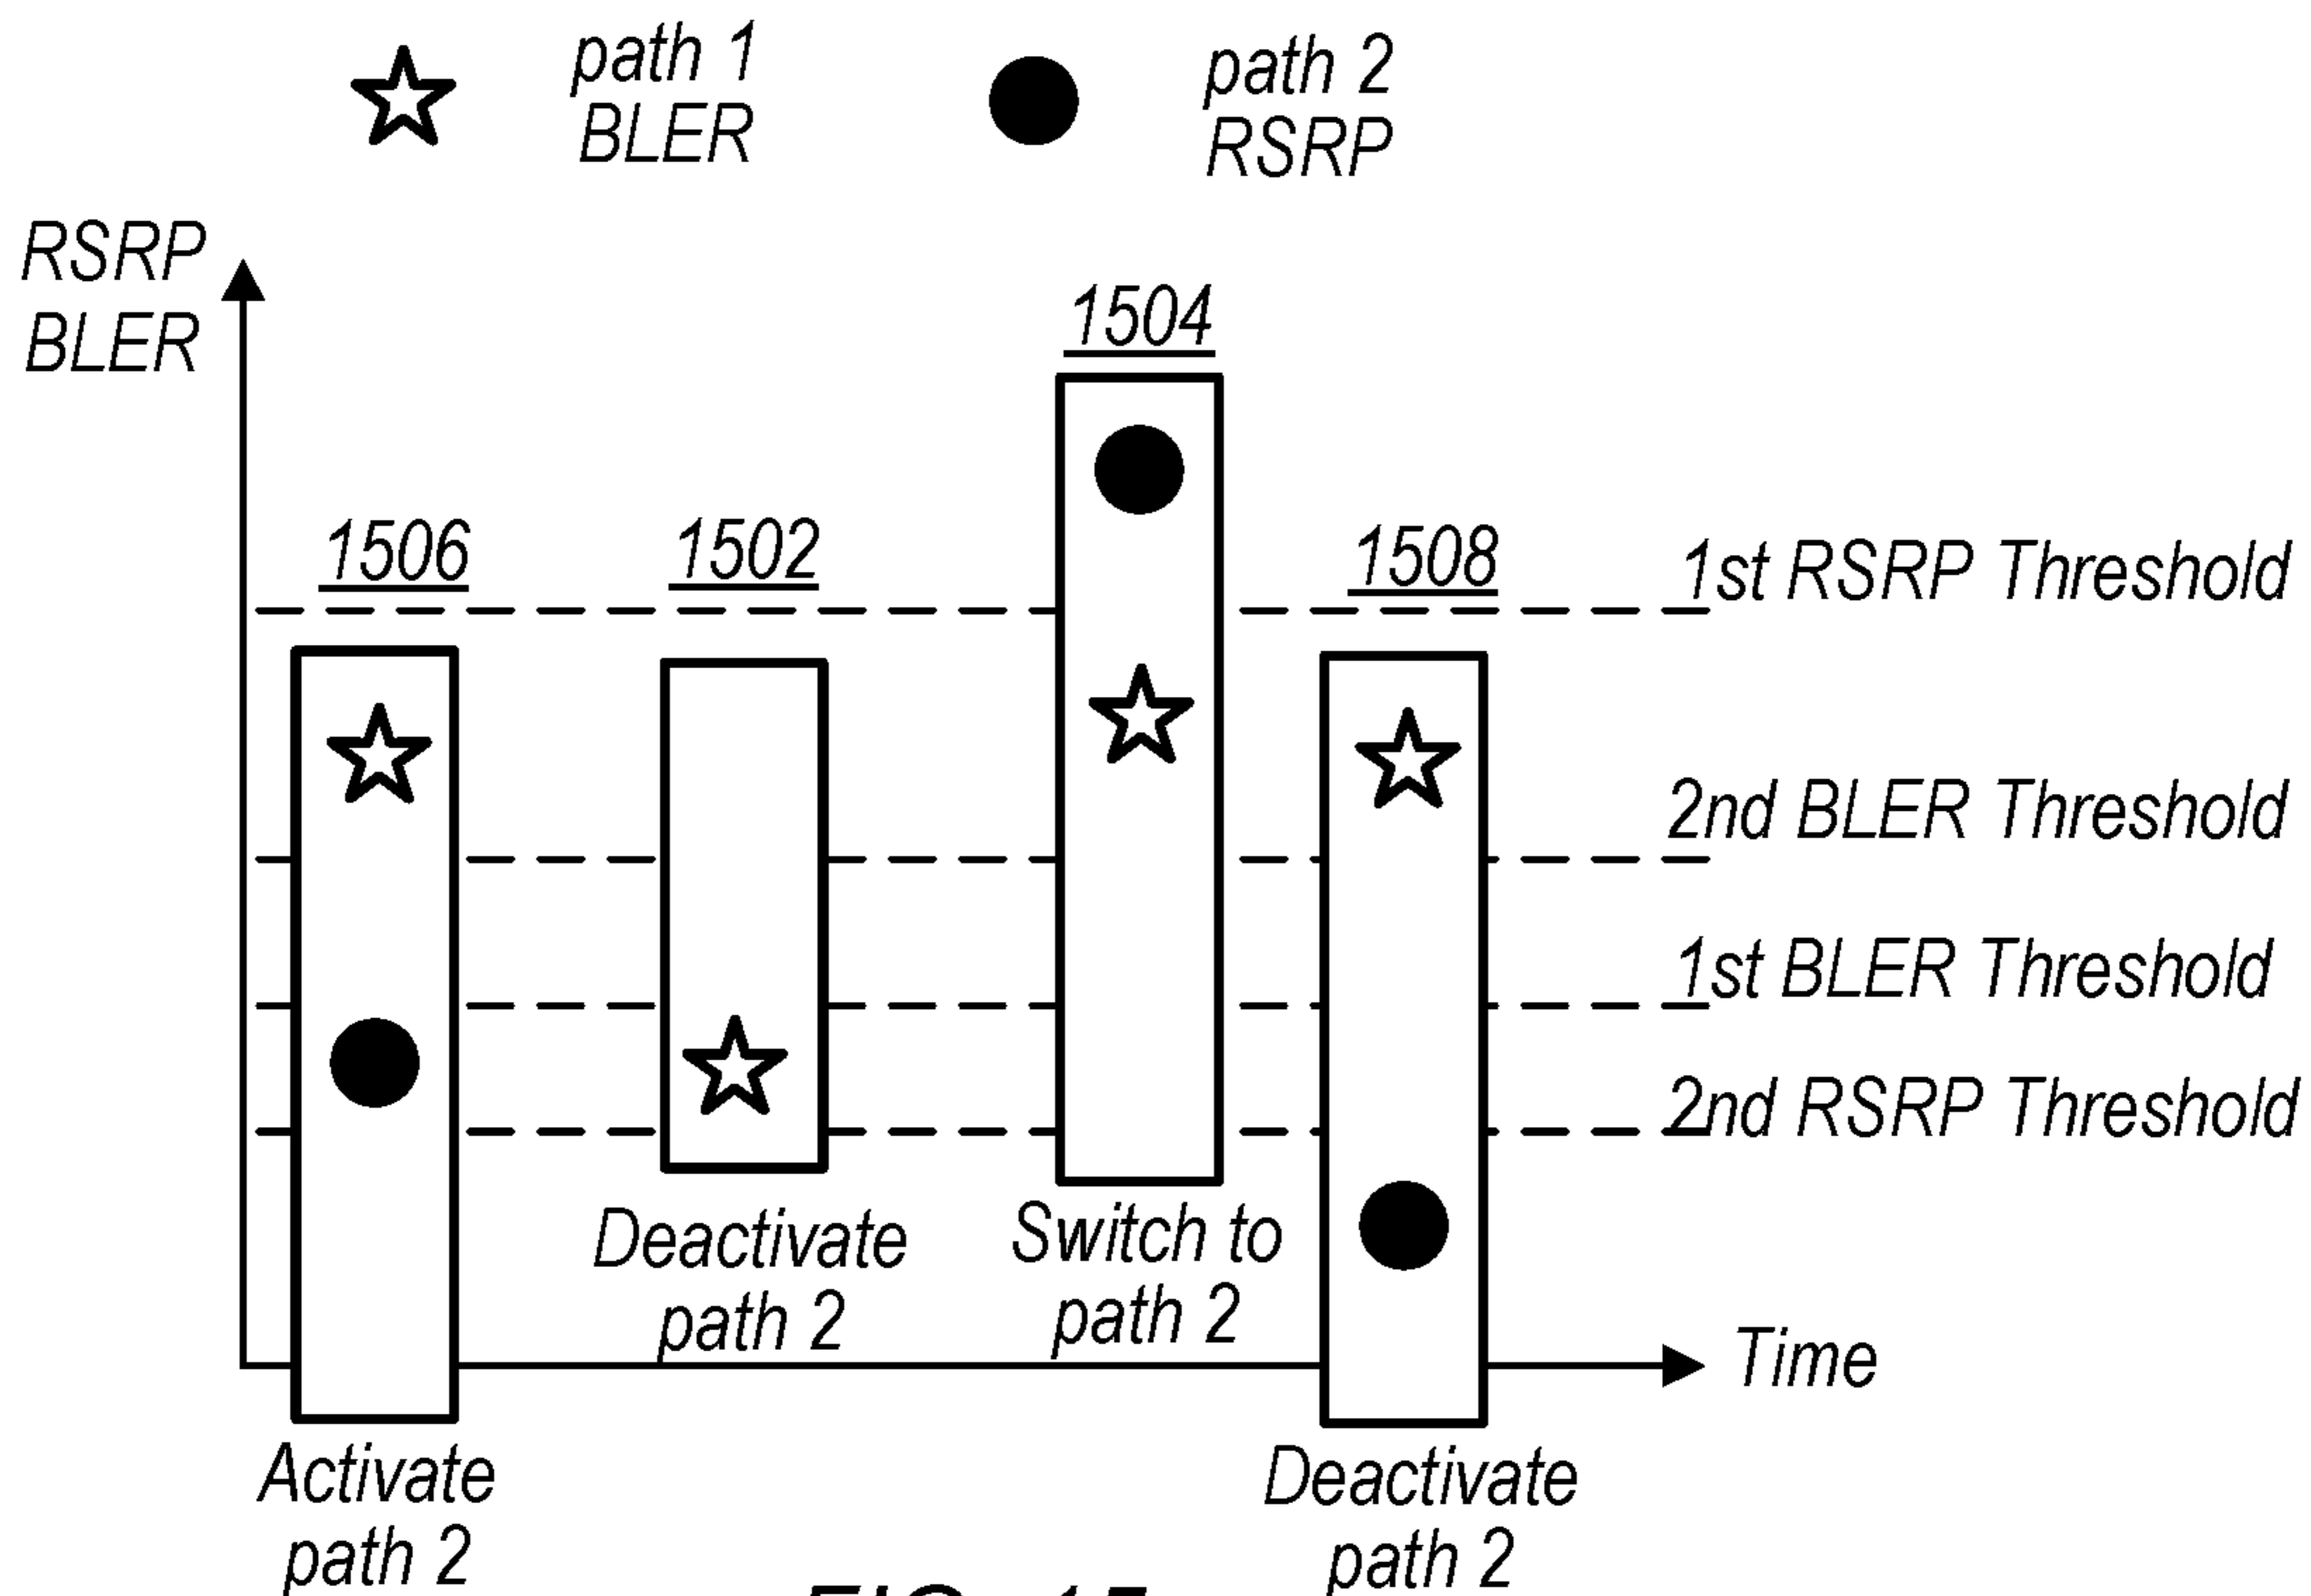 path 1
BLER
path 2
RSRP
RSRP
BLER
1504
1506
1502
1508
1st RSRP Threshold
2nd BLER Threshold
1st BLER Threshold
2nd RSRP Threshold
Deactivate
path 2
Switch to
path 2
Time
Activate
path 2
Deactivate
path 2